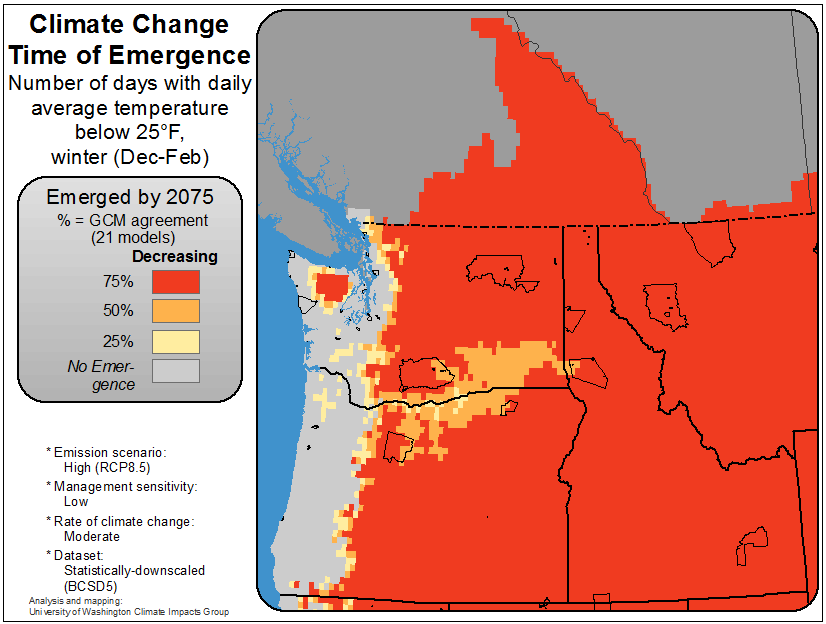 Climate Change
Time of Emergence
Number of days with daily
average temperature
below 25°F,
winter (Dec-Feb)
Emerged by 2075
% = GCM agreement
(21 models)
Decreasing
75%
50%
25%
No Emer-
gence
* Emission scenario:
High (RCP8.5)
* Management sensitivity:
Low
* Rate of climate change:
Moderate
* Dataset:
Statistically-downscaled
(BCSD5)
Analysis and mapping:
University of Washington Climate Impacts Group